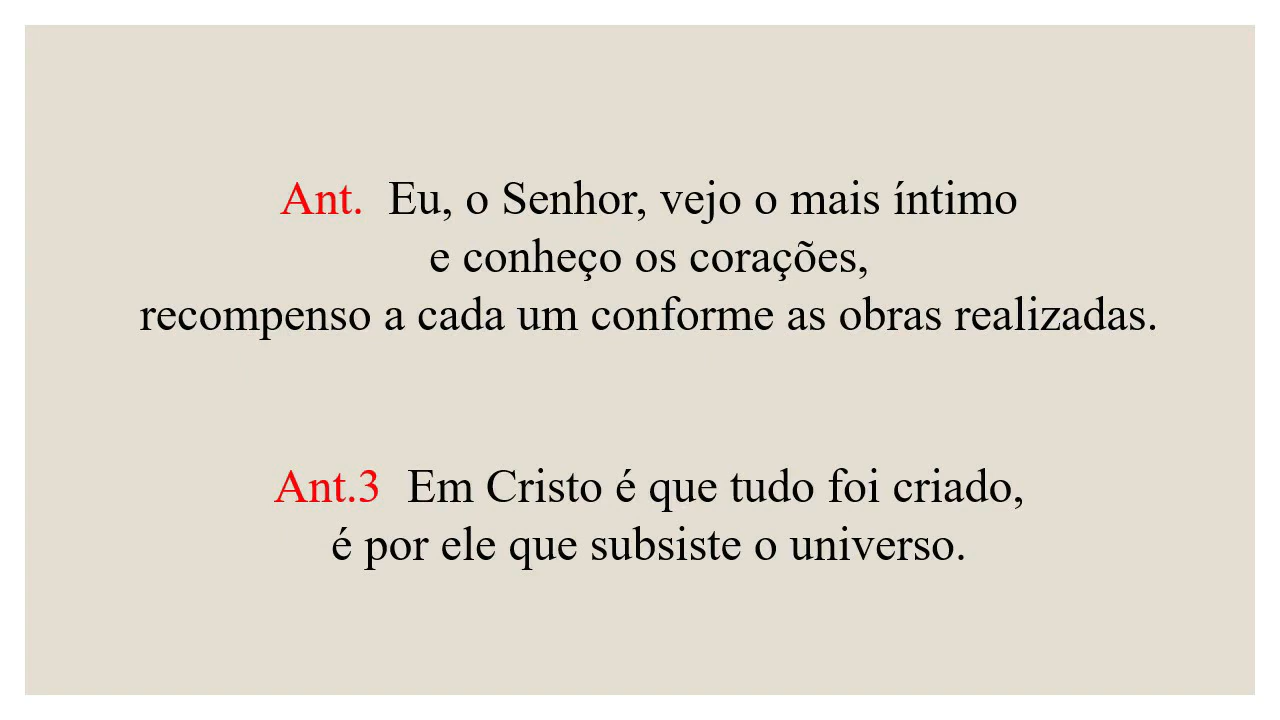 Ant. Eu, o Senhor, vejo o mais íntimo
e conheço os corações,
recompenso a cada um conforme as obras realizadas.
Ant.3 Em Cristo é que tudo foi criado,
é por ele que subsiste o universo.